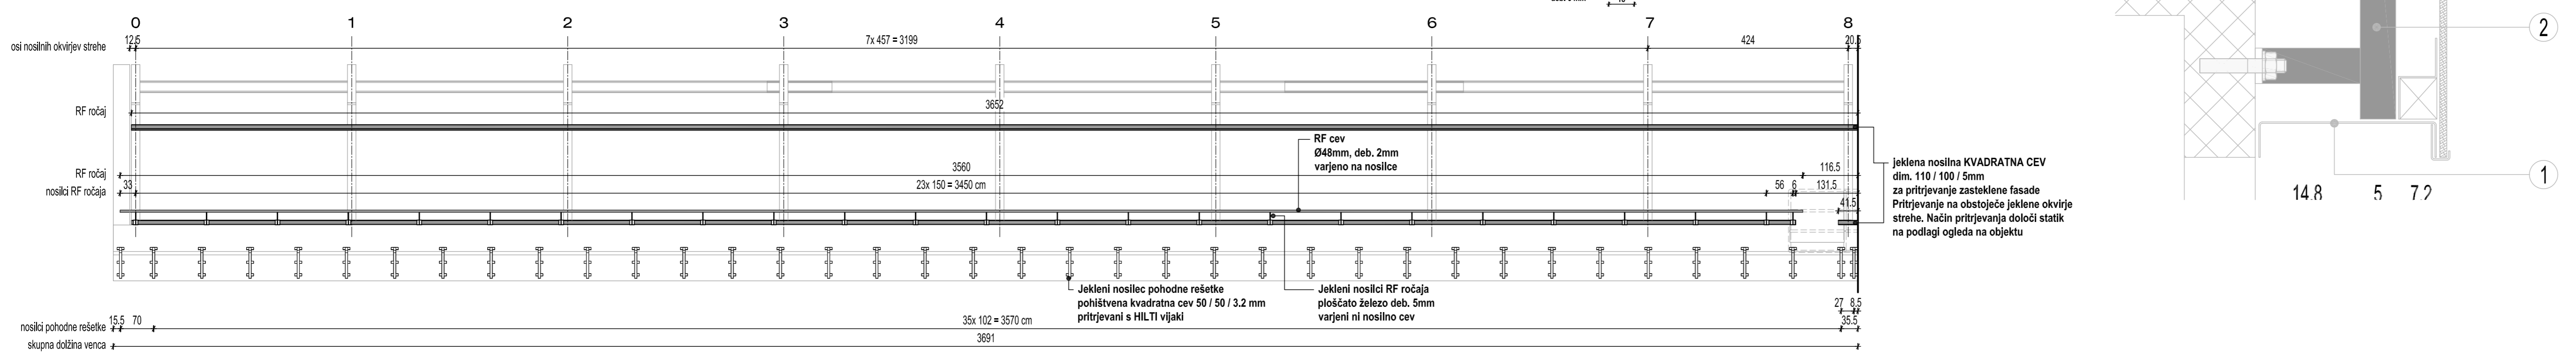 0 1 2 3 4 5 6 7 8
osi nosilnih okvirjev strehe 12.5 7x 457 = 3199 424 20.5
RF ročaj 3652
RF cev
Ø48mm, deb. 2mm
varjeno na nosilce
RF ročaj 3560 116.5
nosilci RF ročaja 33 23x 150 = 3450 cm 56 6 131.5
41.5
jeklena nosilna KVADRATNA CEV
dim. 110 / 100 / 5mm
za pritrjevanje zasteklene fasade
Pritrjevanje na obstoječe jeklene okvirje
strehe. Način pritrjevanja določi statik
na podlagi ogleda na objektu
Jekleni nosilec pohodne rešetke
pohištvena kvadratna cev 50 / 50 / 3.2 mm
pritrjevani s HILTI vijaki
Jekleni nosilci RF ročaja
ploščato železo deb. 5mm
varjeni ni nosilno cev
27 8.5
nosilci pohodne rešetke 15.5 70 35x 102 = 3570 cm 35.5
skupna dolžina venca 3691
2
1
14.8 5 7.2